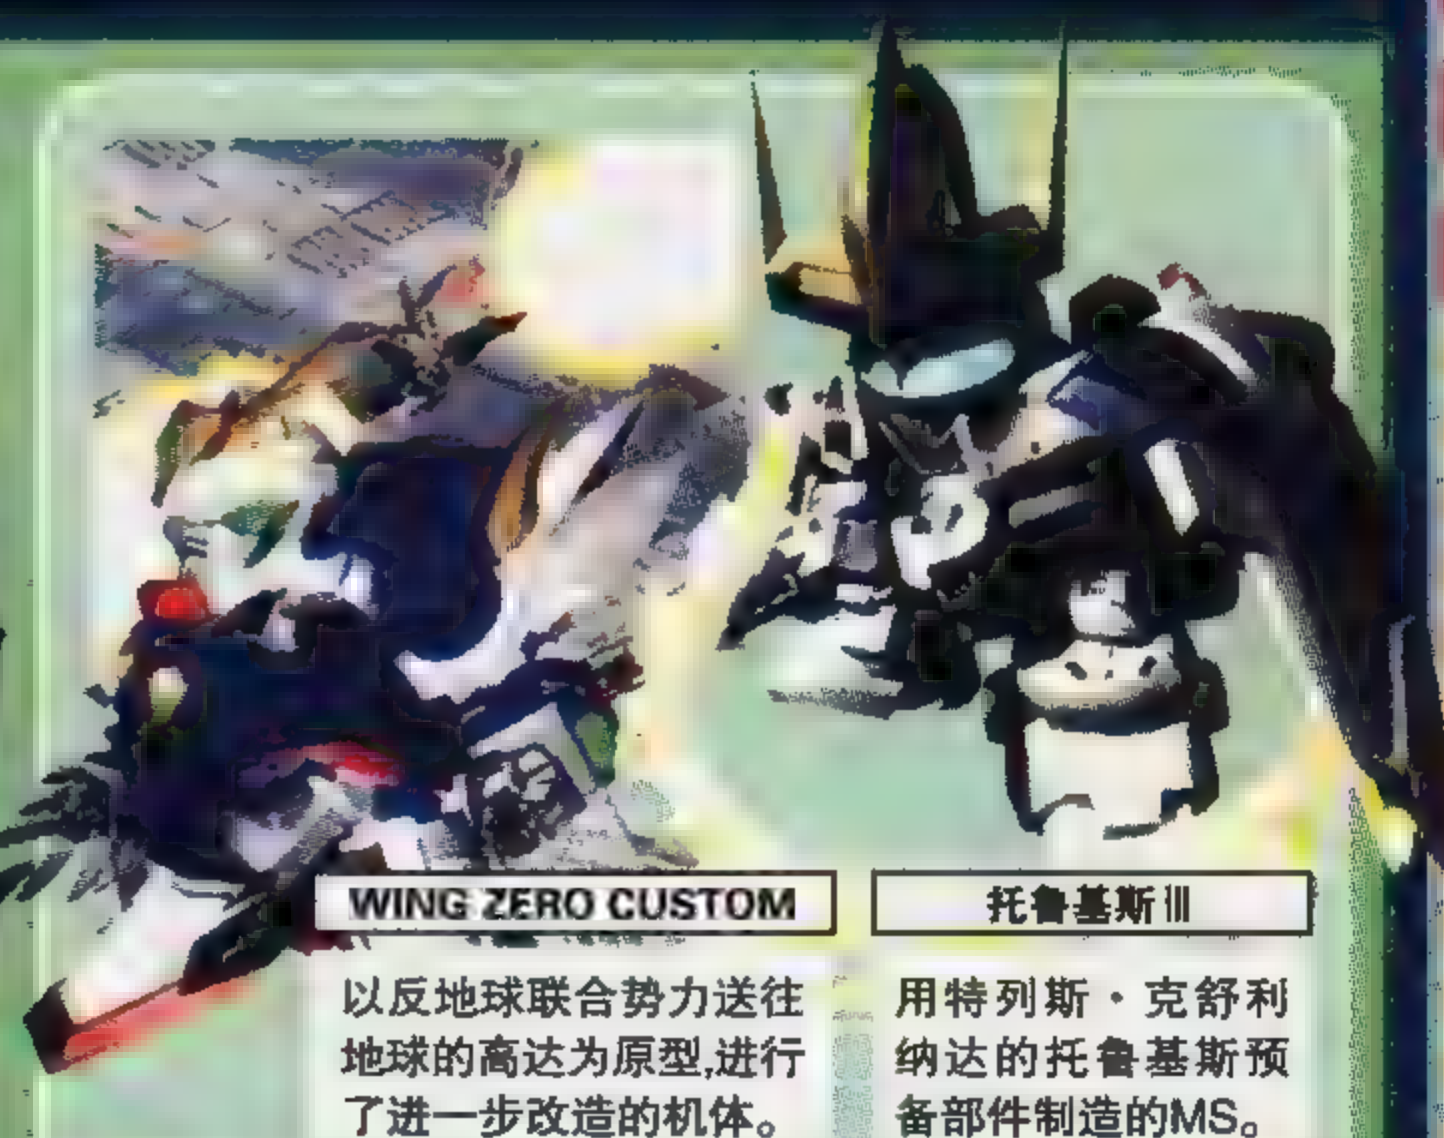 WING ZERO CUSTOM
以反地球联合势力送往
地球的高达为原型,进行
了进一步改造的机体。
托鲁基斯Ⅲ
用特列斯·克舒利
纳达的托鲁基斯预
备部件制造的MS。